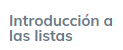 Introducción a
las listas